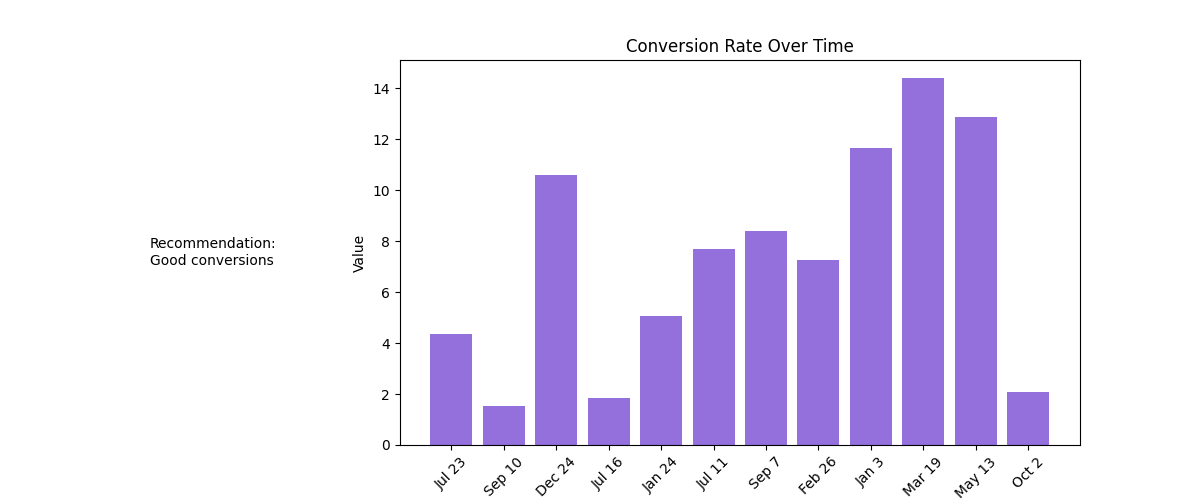 Conversion Rate Over Time
Recommendation:
Good conversions
Value
14
12
10
8
6
4
2
0
Jul 23
Sep 10
Dec 24
Jul 16
Jan 24
Jul 11
Sep 7
Feb 26
Jan 3
Mar 19
May 13
Oct 2